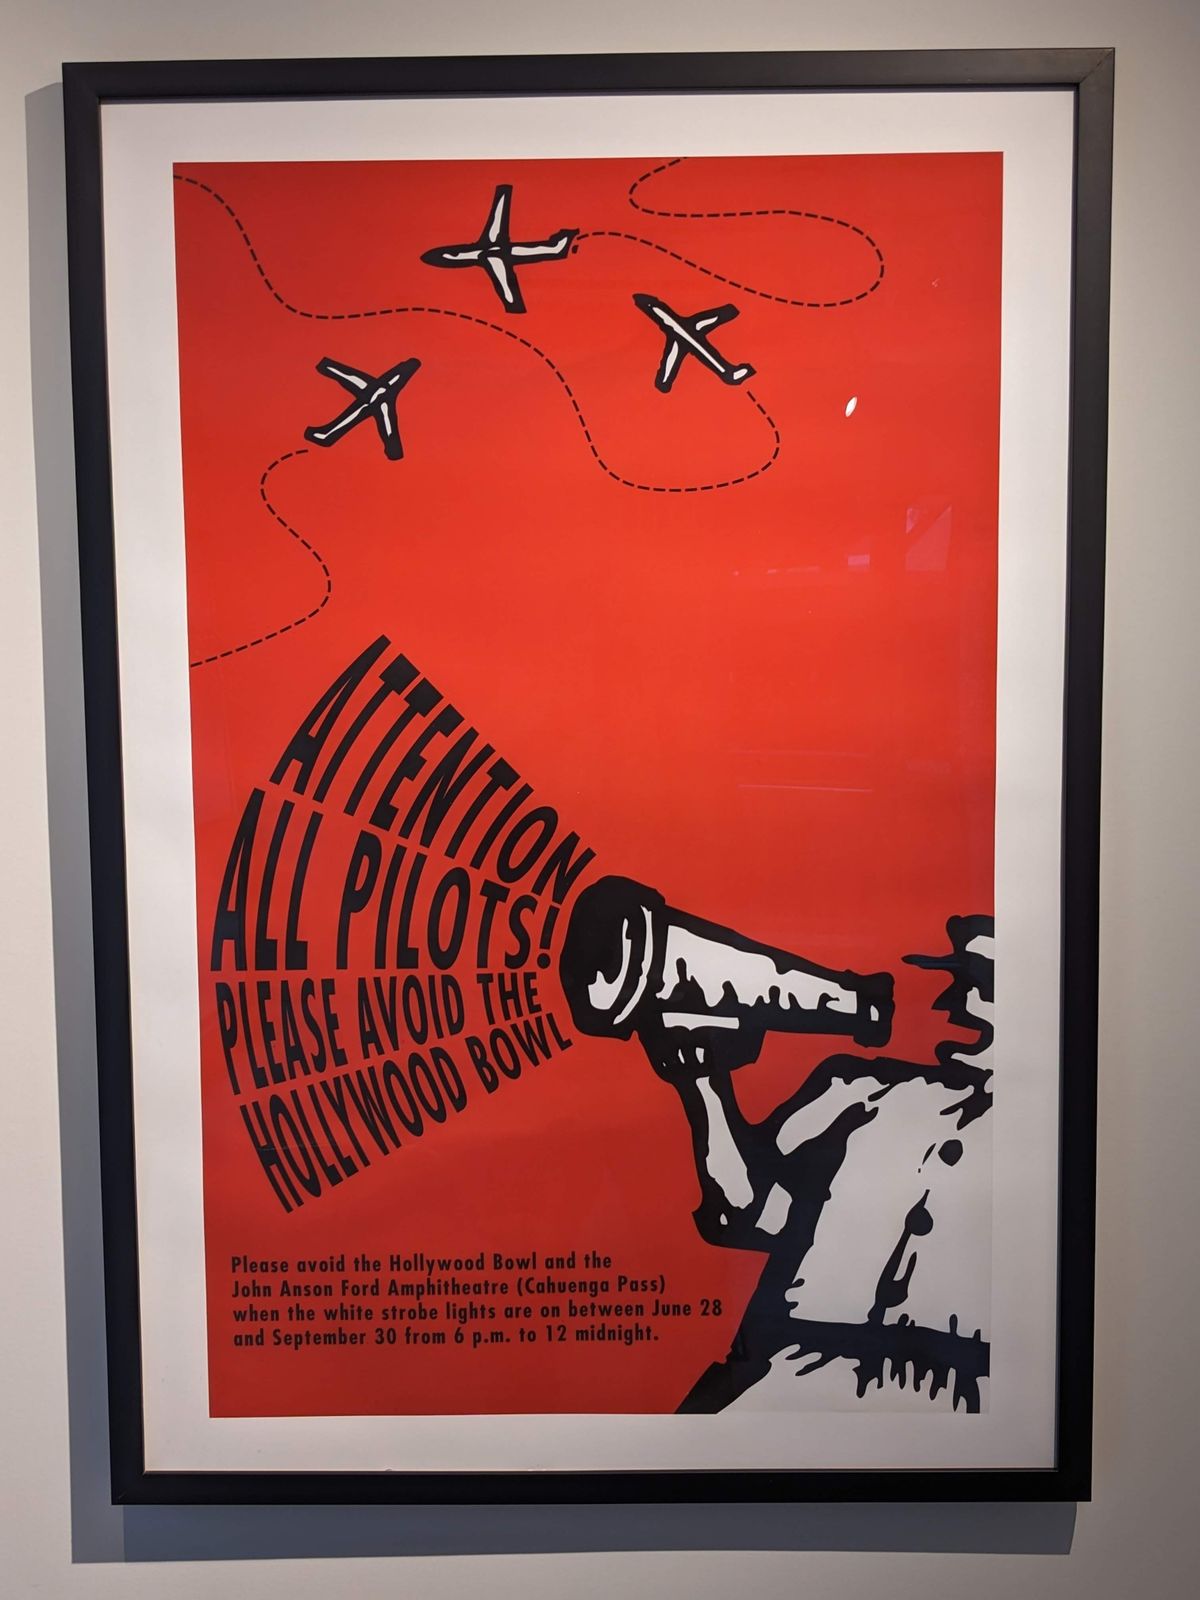 ATTENTION
ALL PILOTS!
PLEASE AVOID THE
HOLLYWOOD BOWL
Please avoid the Hollywood Bowl and the
John Anson Ford Amphitheatre (Cahuenga Pass)
when the white strobe lights are on between June 28
and September 30 from 6 p.m. to 12 midnight.